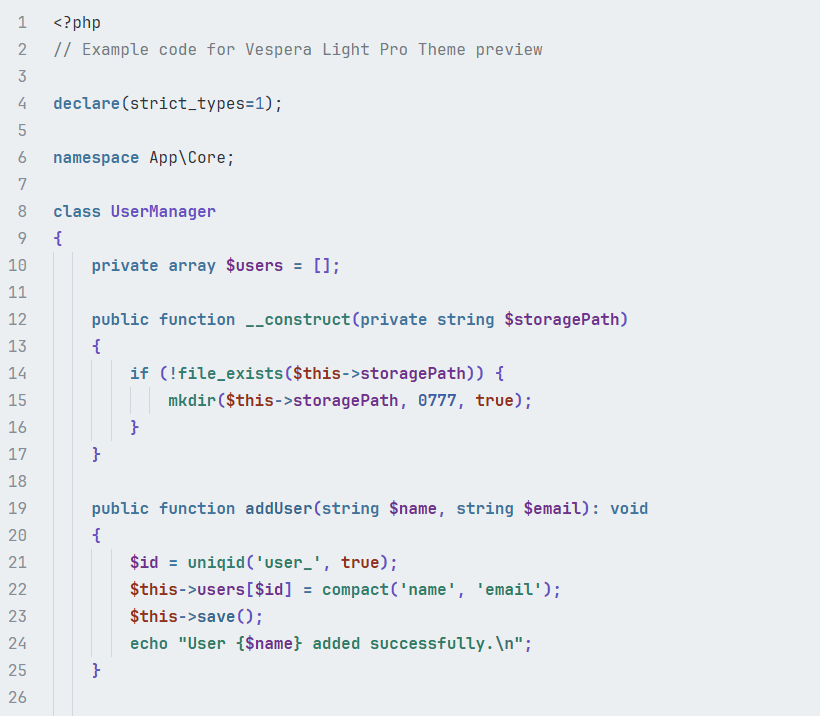 1 <?php
2 // Example code for Vespera Light Pro Theme preview
3
4 declare(strict_types=1);
5
6 namespace App\Core;
7
8 class UserManager
9 {
10     private array $users = [];
11
12     public function __construct(private string $storagePath)
13     {
14         if (!file_exists($this->storagePath)) {
15             mkdir($this->storagePath, 0777, true);
16         }
17     }
18
19     public function addUser(string $name, string $email): void
20     {
21         $id = uniqid('user_', true);
22         $this->users[$id] = compact('name', 'email');
23         $this->save();
24         echo "User {$name} added successfully.\n";
25     }
26